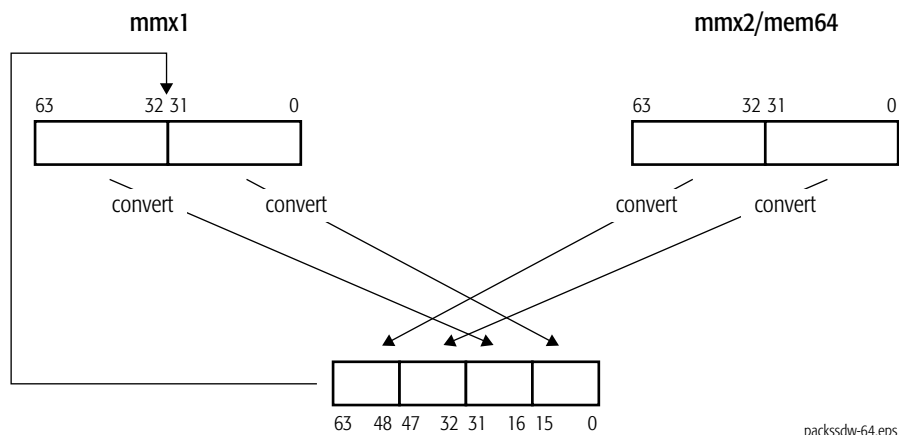 mmx1 mmx2/mem64
63 32 31 0 63 32 31 0
convert convert convert convert
63 48 47 32 31 16 15 0
packssdw-64.eps